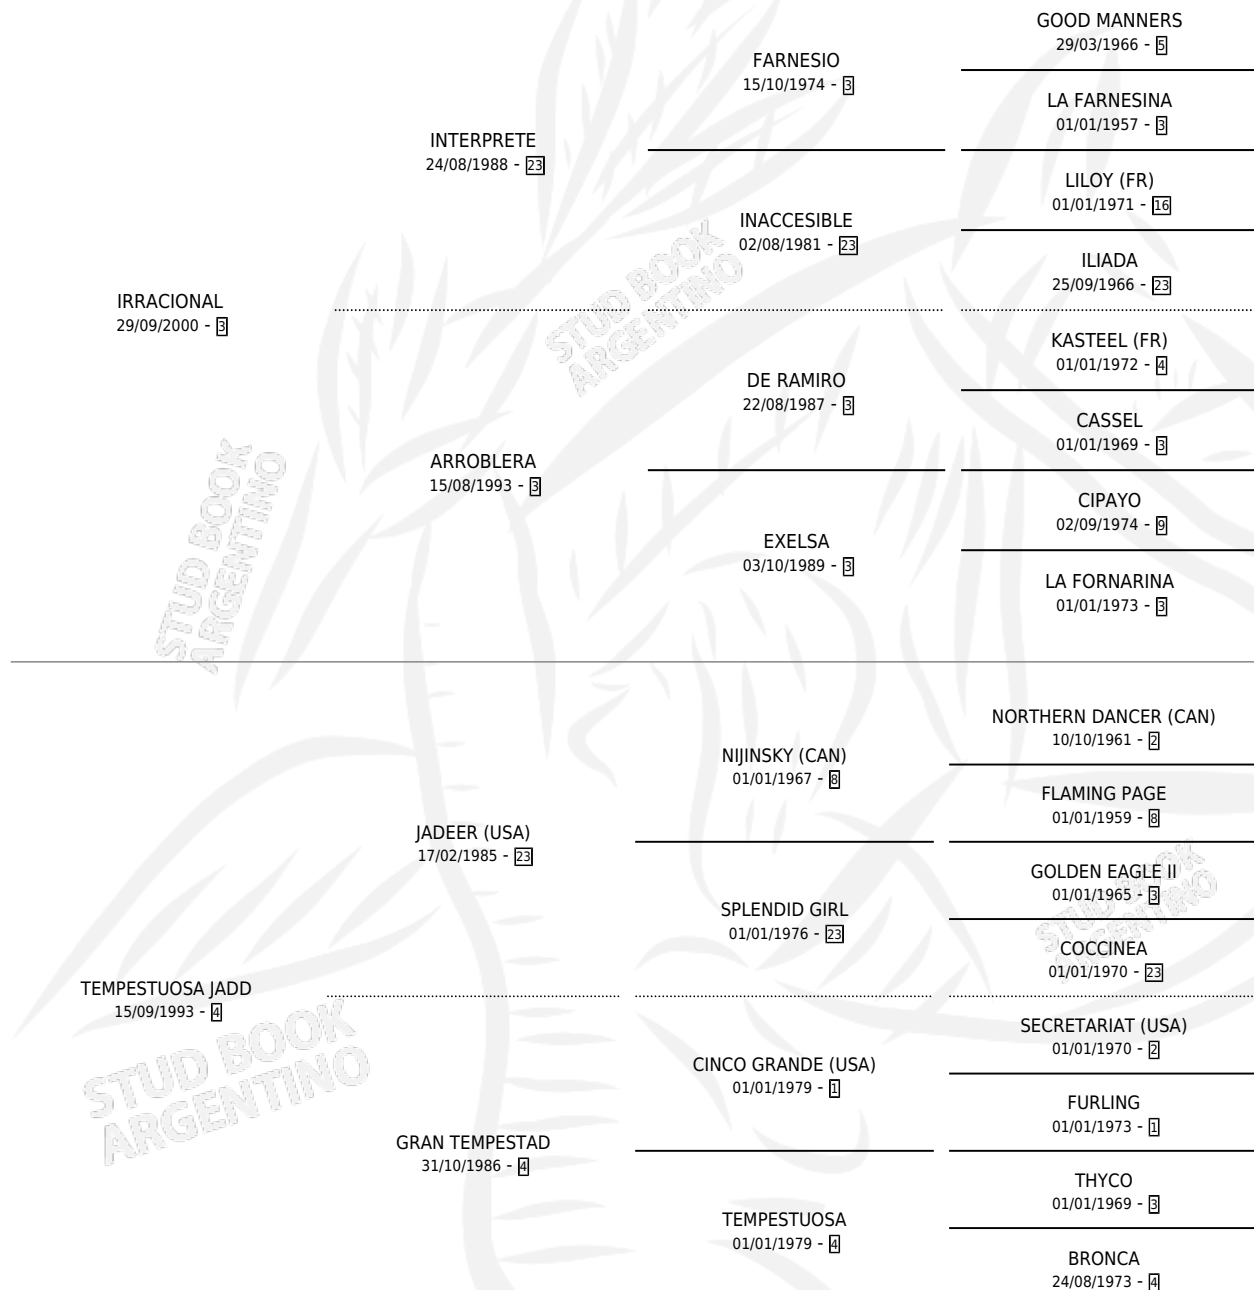 GOOD MANNERS
29/03/1966 - 5
FARNESIO
15/10/1974 - 3
LA FARNESINA
01/01/1957 - 3
INTERPRETE
24/08/1988 - 23
LILOY (FR)
01/01/1971 - 16
INACCESIBLE
02/08/1981 - 23
ILIADA
25/09/1966 - 23
IRRACIONAL
29/09/2000 - 3
KASTEEL (FR)
01/01/1972 - 4
DE RAMIRO
22/08/1987 - 3
CASSEL
01/01/1969 - 3
ARROBLERA
15/08/1993 - 3
CIPAYO
02/09/1974 - 9
EXELSA
03/10/1989 - 3
LA FORNARINA
01/01/1973 - 3
NORTHERN DANCER (CAN)
10/10/1961 - 2
NIJINSKY (CAN)
01/01/1967 - 8
FLAMING PAGE
01/01/1959 - 8
JADEER (USA)
17/02/1985 - 23
GOLDEN EAGLE II
01/01/1965 - 3
SPLENDID GIRL
01/01/1976 - 23
COCCINEA
01/01/1970 - 23
TEMPESTUOSA JADD
15/09/1993 - 4
SECRETARIAT (USA)
01/01/1970 - 2
CINCO GRANDE (USA)
01/01/1979 - 1
FURLING
01/01/1973 - 1
GRAN TEMPESTAD
31/10/1986 - 4
THYCO
01/01/1969 - 3
TEMPESTUOSA
01/01/1979 - 4
BRONCA
24/08/1973 - 4
STUD BOOK
ARGENTINO
STUD BOOK
ARGENTINO
STUD BOOK
ARGENTINO
STUD BOOK
ARGENTINO